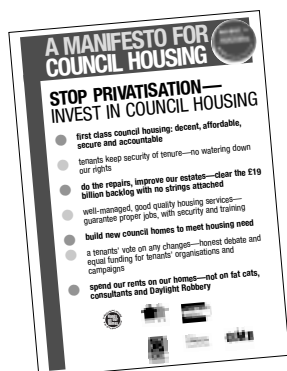 A MANIFESTO FOR
COUNCIL HOUSING
STOP PRIVATISATION—
INVEST IN COUNCIL HOUSING
first class council housing: decent, affordable,
secure and accountable
tenants keep security of tenure—no watering down
our rights
do the repairs, improve our estates—clear the £19
billion backlog with no strings attached
well-managed, good quality housing services—
guarantee proper jobs, with security and training
build new council homes to meet housing need
a tenants' vote on any changes—honest debate and
equal funding for tenants' organisations and
campaigns
spend our rents on our homes—not on fat cats,
consultants and Daylight Robbery